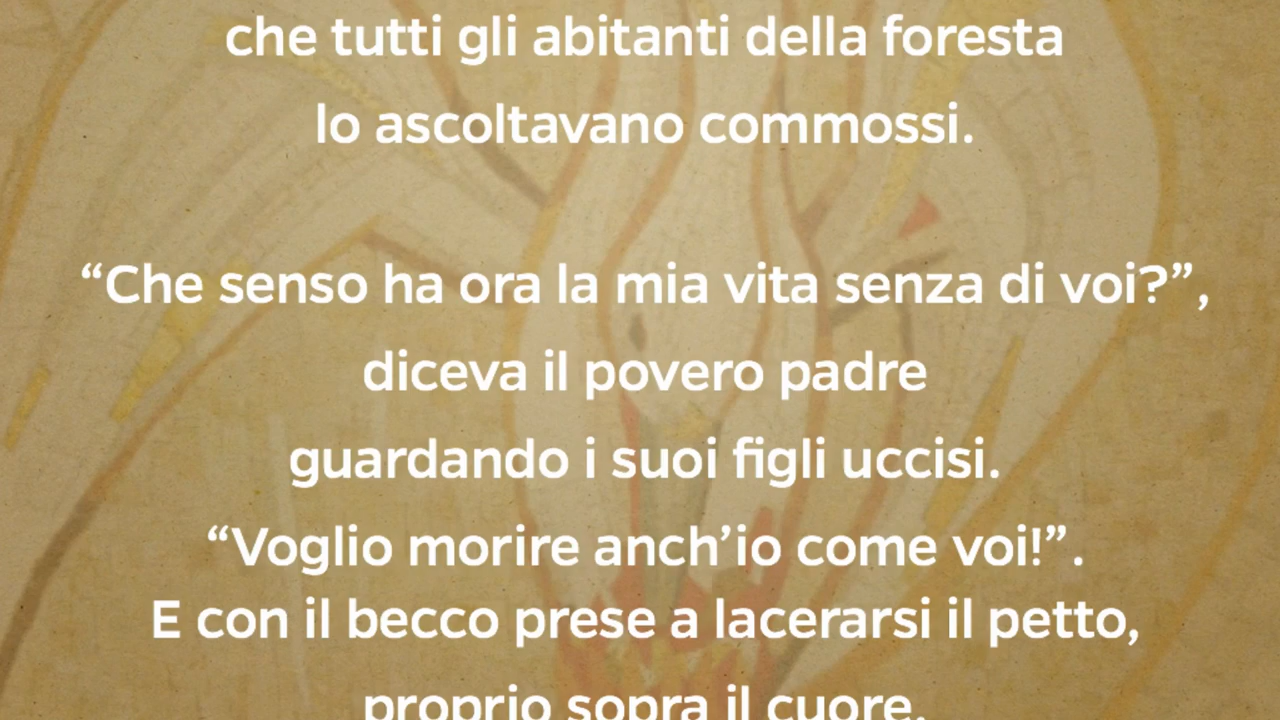 che tutti gli abitanti della foresta
lo ascoltavano commossi.
“Che senso ha ora la mia vita senza di voi?”,
diceva il povero padre
guardando i suoi figli uccisi.
“Voglio morire anch’io come voi!”.
E con il becco prese a lacerarsi il petto,
proprio sopra il cuore.